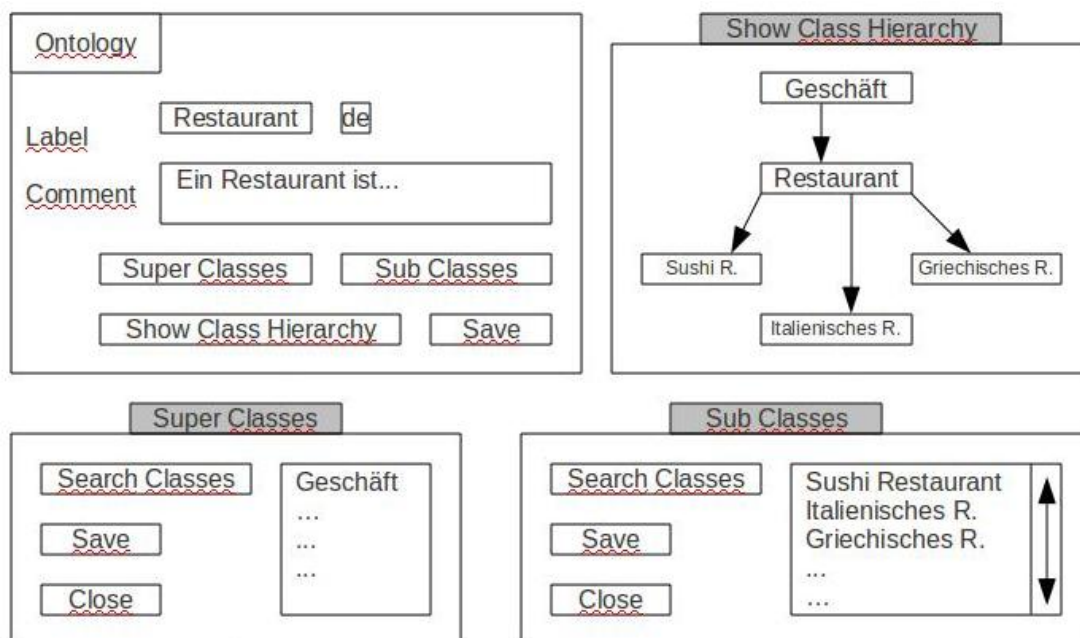 Ontology
Label
Restaurant
de
Comment
Ein Restaurant ist...
Super Classes
Sub Classes
Show Class Hierarchy
Save
Show Class Hierarchy
Geschäft
Restaurant
Sushi R.
Griechisches R.
Italienisches R.
Super Classes
Search Classes
Save
Close
Geschäft
...
...
...
Sub Classes
Search Classes
Save
Close
Sushi Restaurant
Italienisches R.
Griechisches R.
...
...